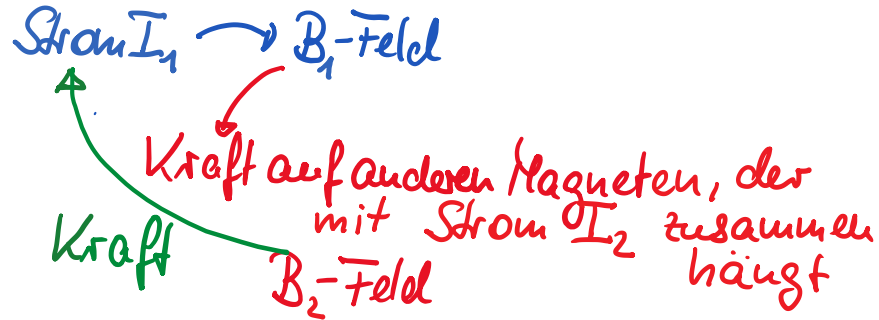 Strom I₁ → B₁-Feld
Kraft auf anderen Magneten, der
mit Strom I₂ zusammen
hängt
Kraft
B₂-Feld